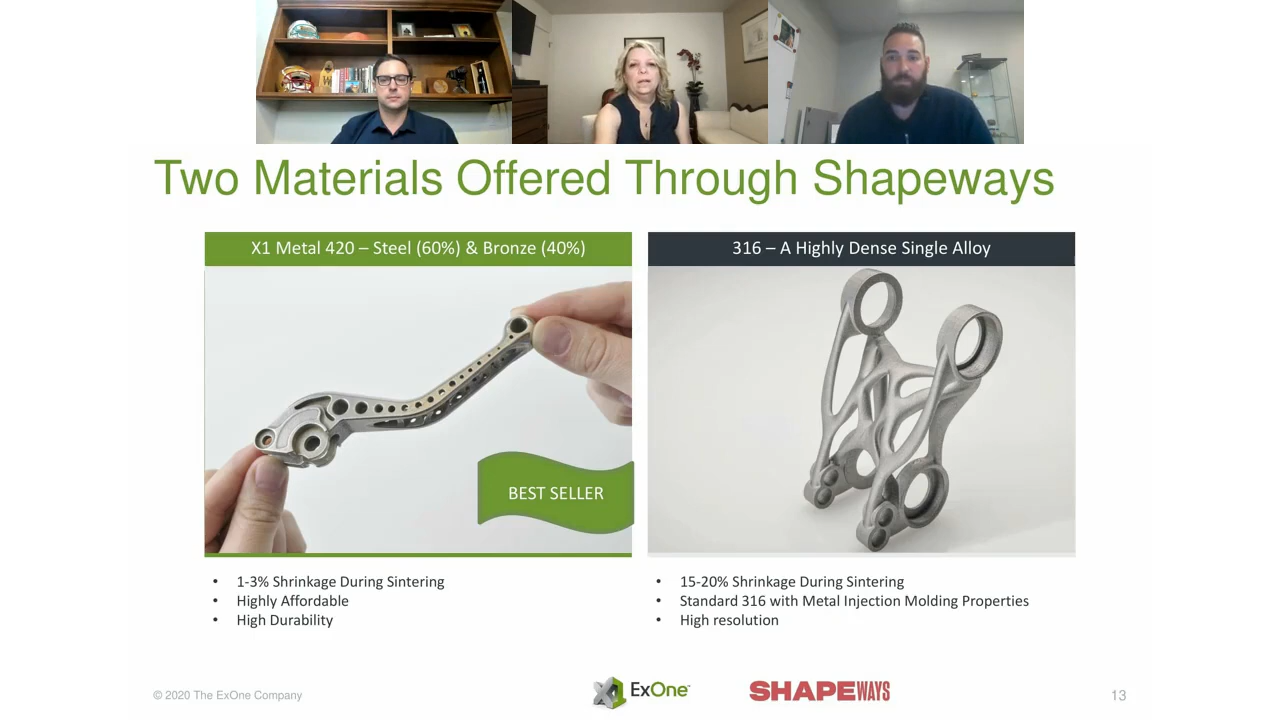 Two Materials Offered Through Shapeways
X1 Metal 420 – Steel (60%) & Bronze (40%)
316 – A Highly Dense Single Alloy
BEST SELLER
• 1-3% Shrinkage During Sintering
• Highly Affordable
• High Durability
• 15-20% Shrinkage During Sintering
• Standard 316 with Metal Injection Molding Properties
• High resolution
© 2020 The ExOne Company
X1 ExOne™
SHAPEWAYS
13